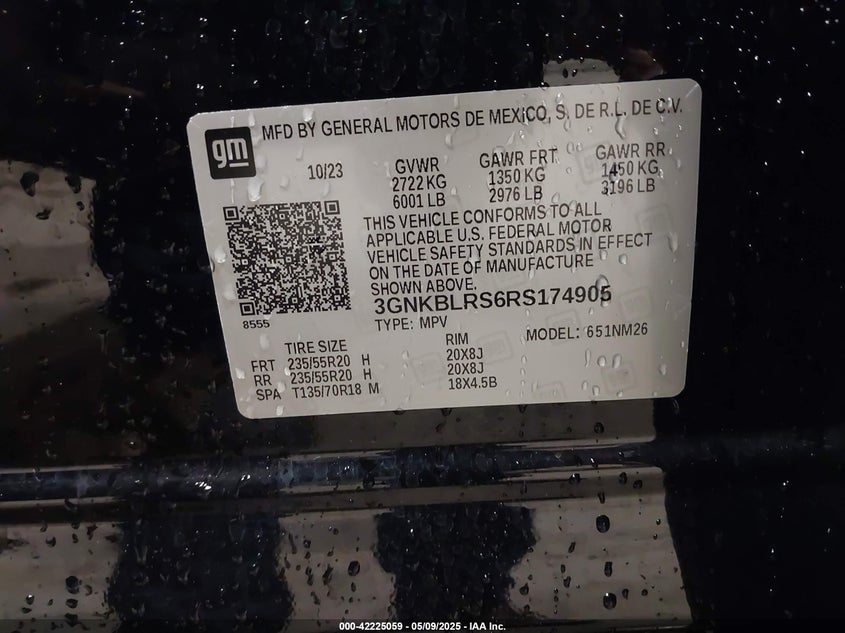 gm
MFD BY GENERAL MOTORS DE MEXICO, S. DE R.L. DE C.V.
10/23 GVWR GAWR FRT GAWR RR
2722 KG 1350 KG 1450 KG
6001 LB 2976 LB 3196 LB
THIS VEHICLE CONFORMS TO ALL
APPLICABLE U.S. FEDERAL MOTOR
VEHICLE SAFETY STANDARDS IN EFFECT
ON THE DATE OF MANUFACTURE
SHOWN ABOVE.
3GNKBLRS6RS174905
8555
TYPE: MPV MODEL: 651NM26
TIRE SIZE RIM
FRT 235/55R20 H 20X8J
RR 235/55R20 H 20X8J
SPA T135/70R18 M 18X4.5B
000-42225059 - 05/09/2025 - IAA Inc.